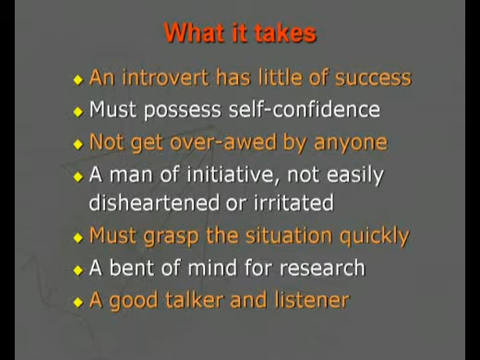 What it takes
An introvert has little of success
Must possess self-confidence
Not get over-awed by anyone
A man of initiative, not easily
disheartened or irritated
Must grasp the situation quickly
A bent of mind for research
A good talker and listener